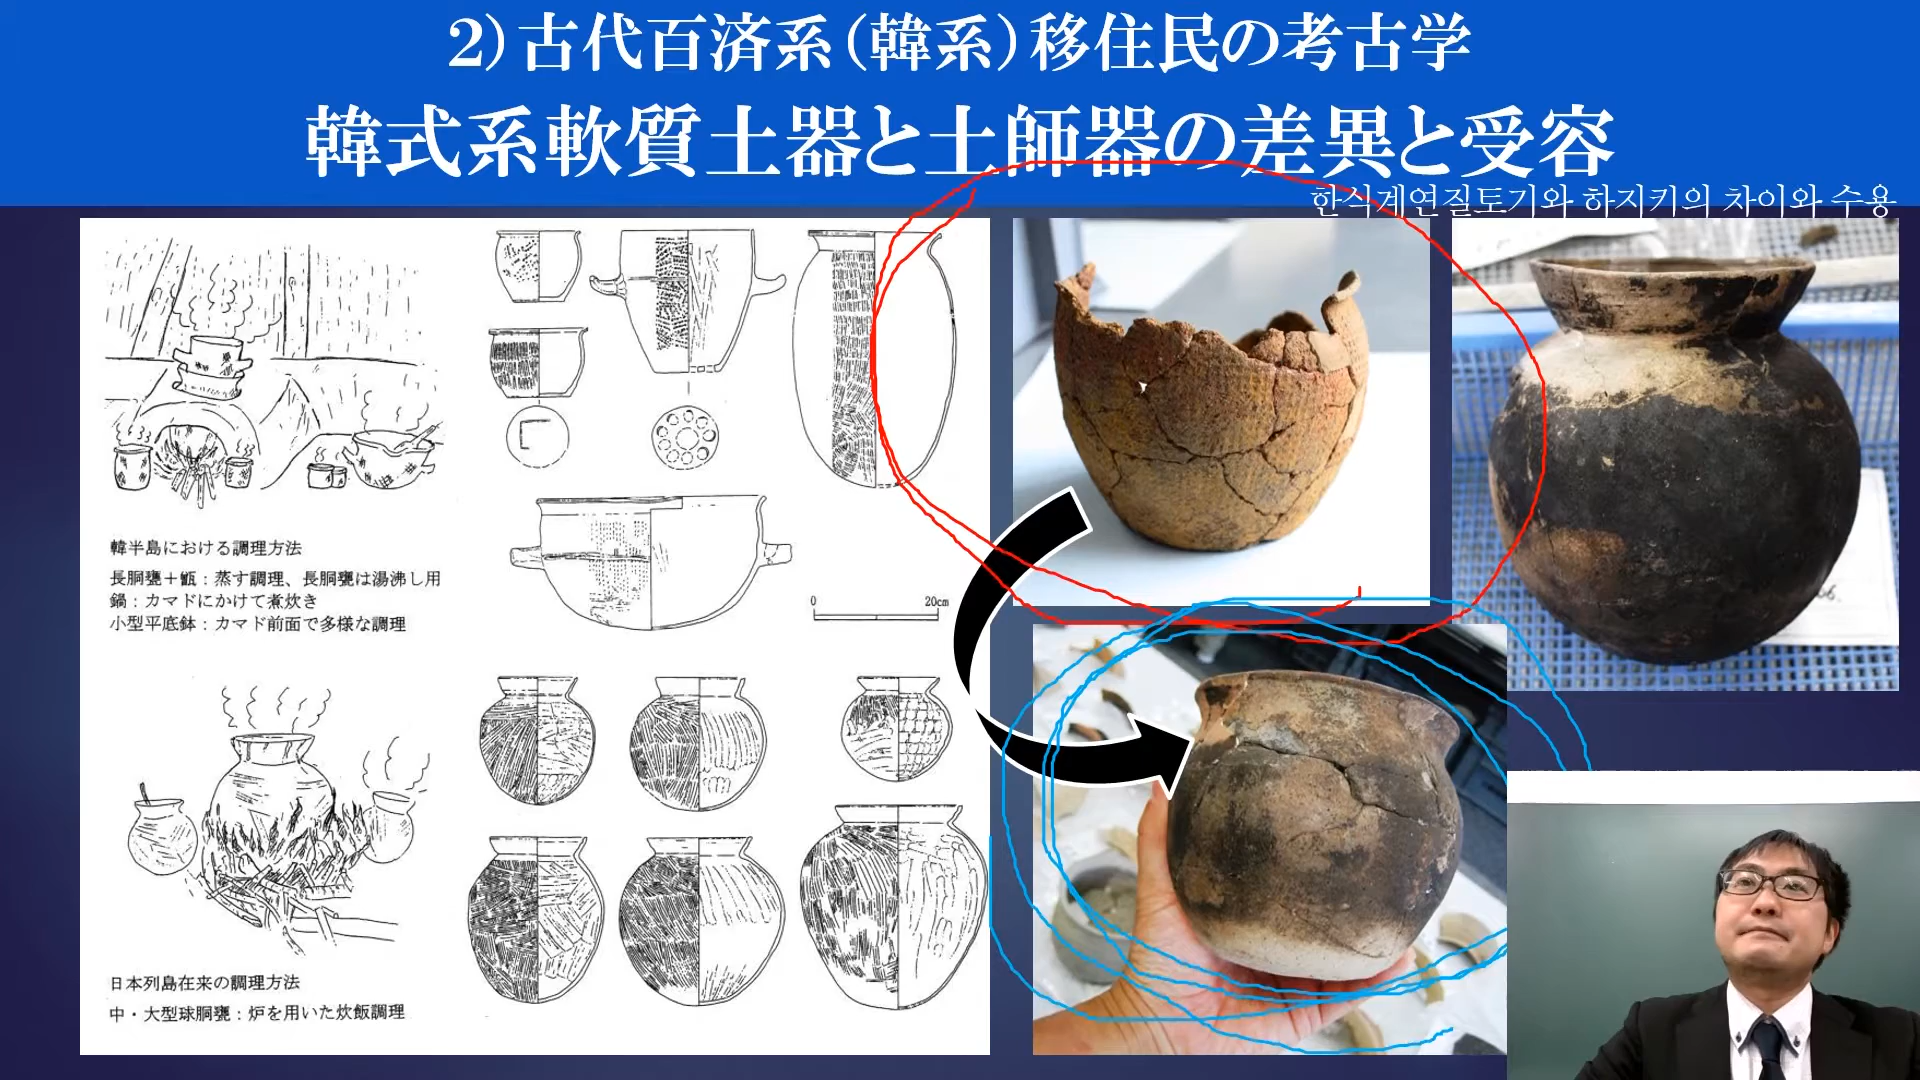 2）古代百済系（韓系）移住民の考古学
韓式系軟質土器と土師器の差異と受容
한식계연질토기와 하지키의 차이와 수용
韓半島における調理方法
長胴甕＋甑：蒸す調理、長胴甕は湯沸し用
鍋：カマドにかけて煮炊き
小型平底鉢：カマド前面で多様な調理
0 20cm
日本列島在来の調理方法
中・大型球胴甕：炉を用いた炊飯調理